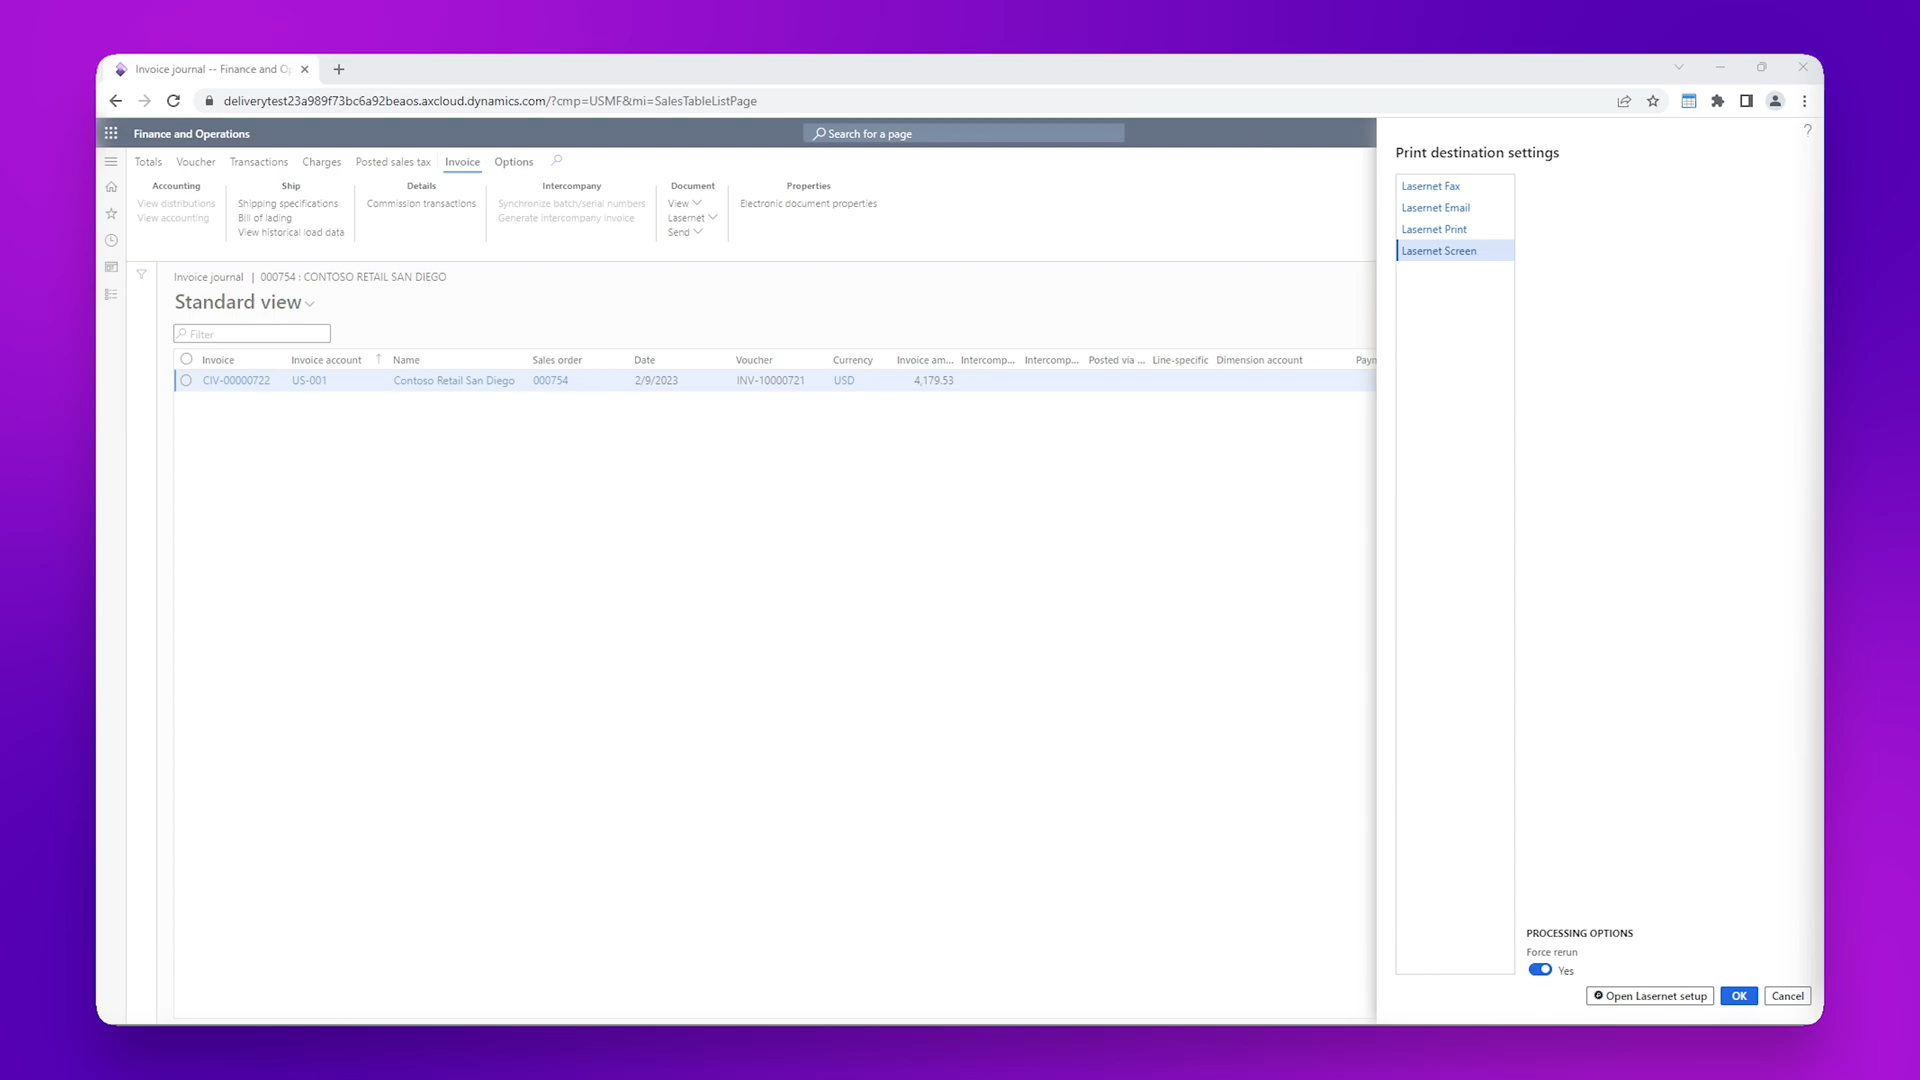 Invoice journal -- Finance and O
deliverytest23a989f73bc6a92beaos.axcloud.dynamics.com/?cmp=USMF&mi=SalesTableListPage
Finance and Operations
Search for a page
?
Totals Voucher Transactions Charges Posted sales tax Invoice Options
Accounting Ship Details Intercompany Document Properties
View distributions Shipping specifications Commission transactions Synchronize batch/serial numbers View Electronic document properties
View accounting Bill of lading Generate intercompany invoice Lasernet
View historical load data Send
Invoice journal | 000754 : CONTOSO RETAIL SAN DIEGO
Standard view
Filter
Invoice Invoice account Name Sales order Date Voucher Currency Invoice am... Intercomp... Intercomp... Posted via ... Line-specific Dimension account Payn
CIV-00000722 US-001 Contoso Retail San Diego 000754 2/9/2023 INV-10000721 USD 4,179.53
Print destination settings
Lasernet Fax
Lasernet Email
Lasernet Print
Lasernet Screen
PROCESSING OPTIONS
Force rerun
Yes
Open Lasernet setup OK Cancel